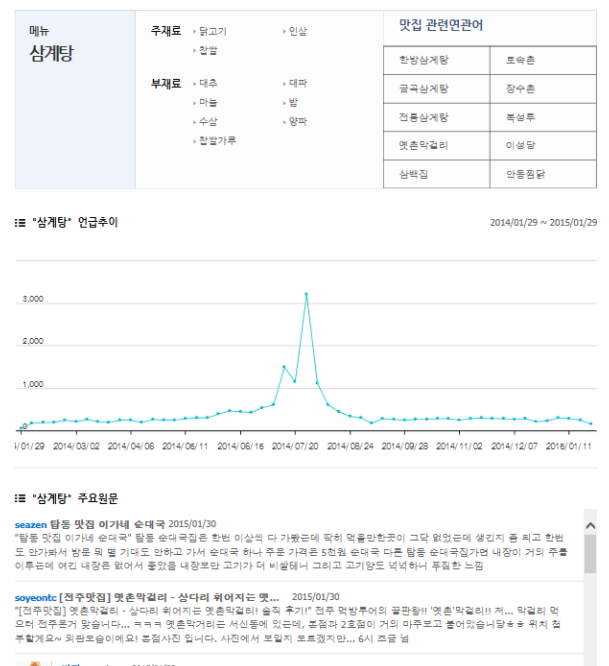 메뉴
삼계탕
주재료
닭고기
인삼
찹쌀
부재료
대추
대파
마늘
밤
수삼
양파
찹쌀가루
맛집 관련연관어
한방삼계탕
토속촌
들깨삼계탕
장수촌
전통삼계탕
복성루
옛촌막걸리
이성당
삼백집
안동찜닭
"삼계탕" 언급추이
2014/01/29 ~ 2015/01/29
3,000
2,000
1,000
0
2014/03/02
2014/04/06
2014/07/20
2014/08/24
2014/09/28
2014/11/02
2014/12/07
"삼계탕" 주요원문
seazen 탑동 맛집 이가네 순대국 2015/01/30
"탑동 맛집 이가네 순대국" 탑동 순대국집은 한번 이상씩 다 가봤는데 딱히 먹을만한곳이 그닥 없었는데 생긴지 좀 되고 한번
도 안가봐서 방문 뭐 별 기대도 안하고 가서 순대국 하나 주문 가격은 5천원 순대국 다른 탑동 순대국집가면 내장이 거의 주를
이루는데 여긴 내장은 없어서 좋았음 내장보만 고기가 더 비쌀테니 그리고 고기양도 넉넉하니 푸짐한 느낌
soyeontc [전주맛집] 옛촌막걸리 - 상다리 휘어지는 맛... 2015/01/30
"[전주맛집] 옛촌막걸리 - 상다리 휘어지는 옛촌막걸리! 솔직 후기!" 전주 먹방투어의 끝판왕!! '옛촌'막걸리!! 저... 막걸리 먹
으러 전주온거 맞습니다... ㅋㅋㅋ 옛촌막거리는 서신동에 있는데, 본점과 2호점이 거의 마주보고 붙어있습니당ㅎㅎ 위치 첨
부할게요~ 외관모습이에요! 본점사진 입니다. 사진에서 보일지 모르겠지만... 6시 즈금 넘